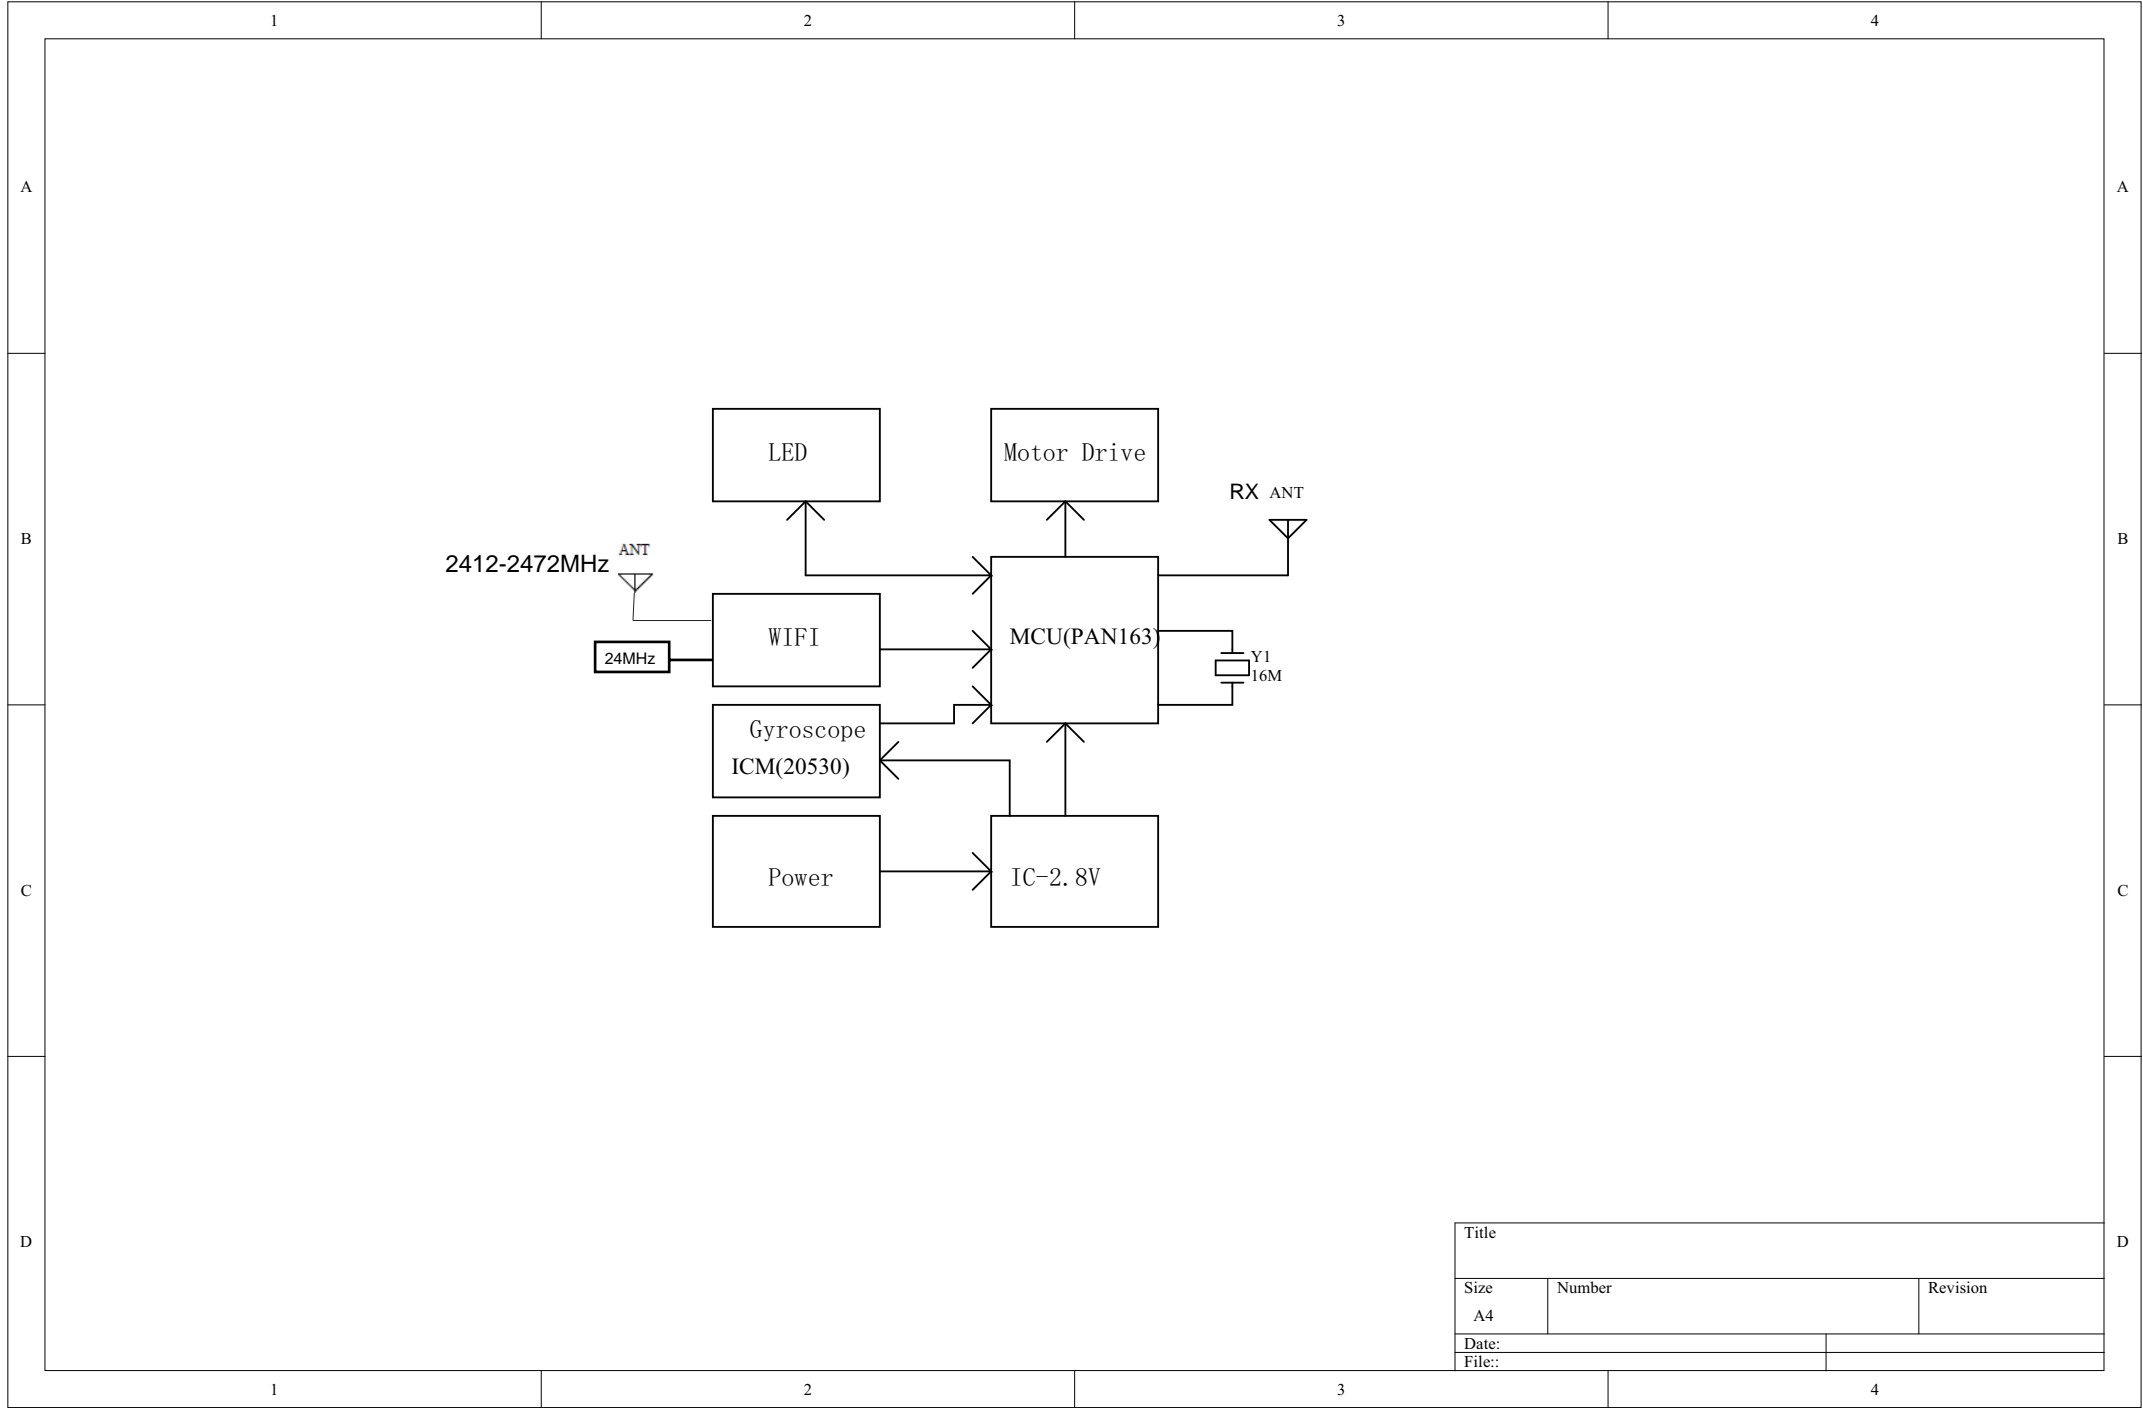 1 2 3 4
A A
LED Motor Drive
RX ANT
B B
ANT
2412-2472MHz
WIFI MCU(PAN163)
24MHz
Y1
16M
Gyroscope
ICM(20530)
Power IC-2.8V
C C
D D
Title
Size Number Revision
A4
Date:
File::
1 2 3 4